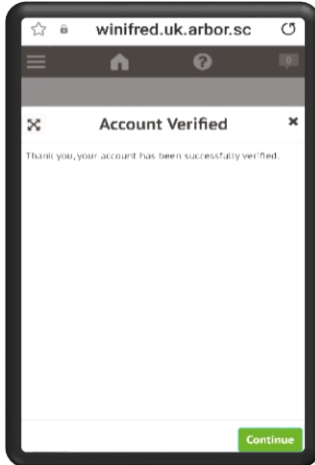 winifred.uk.arbor.sc
0
Account Verified
Thank you, your account has been successfully verified.
Continue